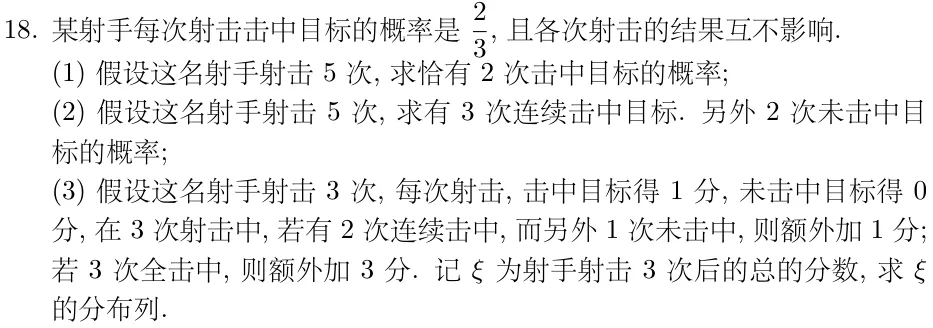 18. 某射手每次射击击中目标的概率是 2/3, 且各次射击的结果互不影响.
(1) 假设这名射手射击 5 次, 求恰有 2 次击中目标的概率;
(2) 假设这名射手射击 5 次, 求有 3 次连续击中目标. 另外 2 次未击中目
标的概率;
(3) 假设这名射手射击 3 次, 每次射击, 击中目标得 1 分, 未击中目标得 0
分, 在 3 次射击中, 若有 2 次连续击中, 而另外 1 次未击中, 则额外加 1 分;
若 3 次全击中, 则额外加 3 分. 记 ξ 为射手射击 3 次后的总的分数, 求 ξ
的分布列.